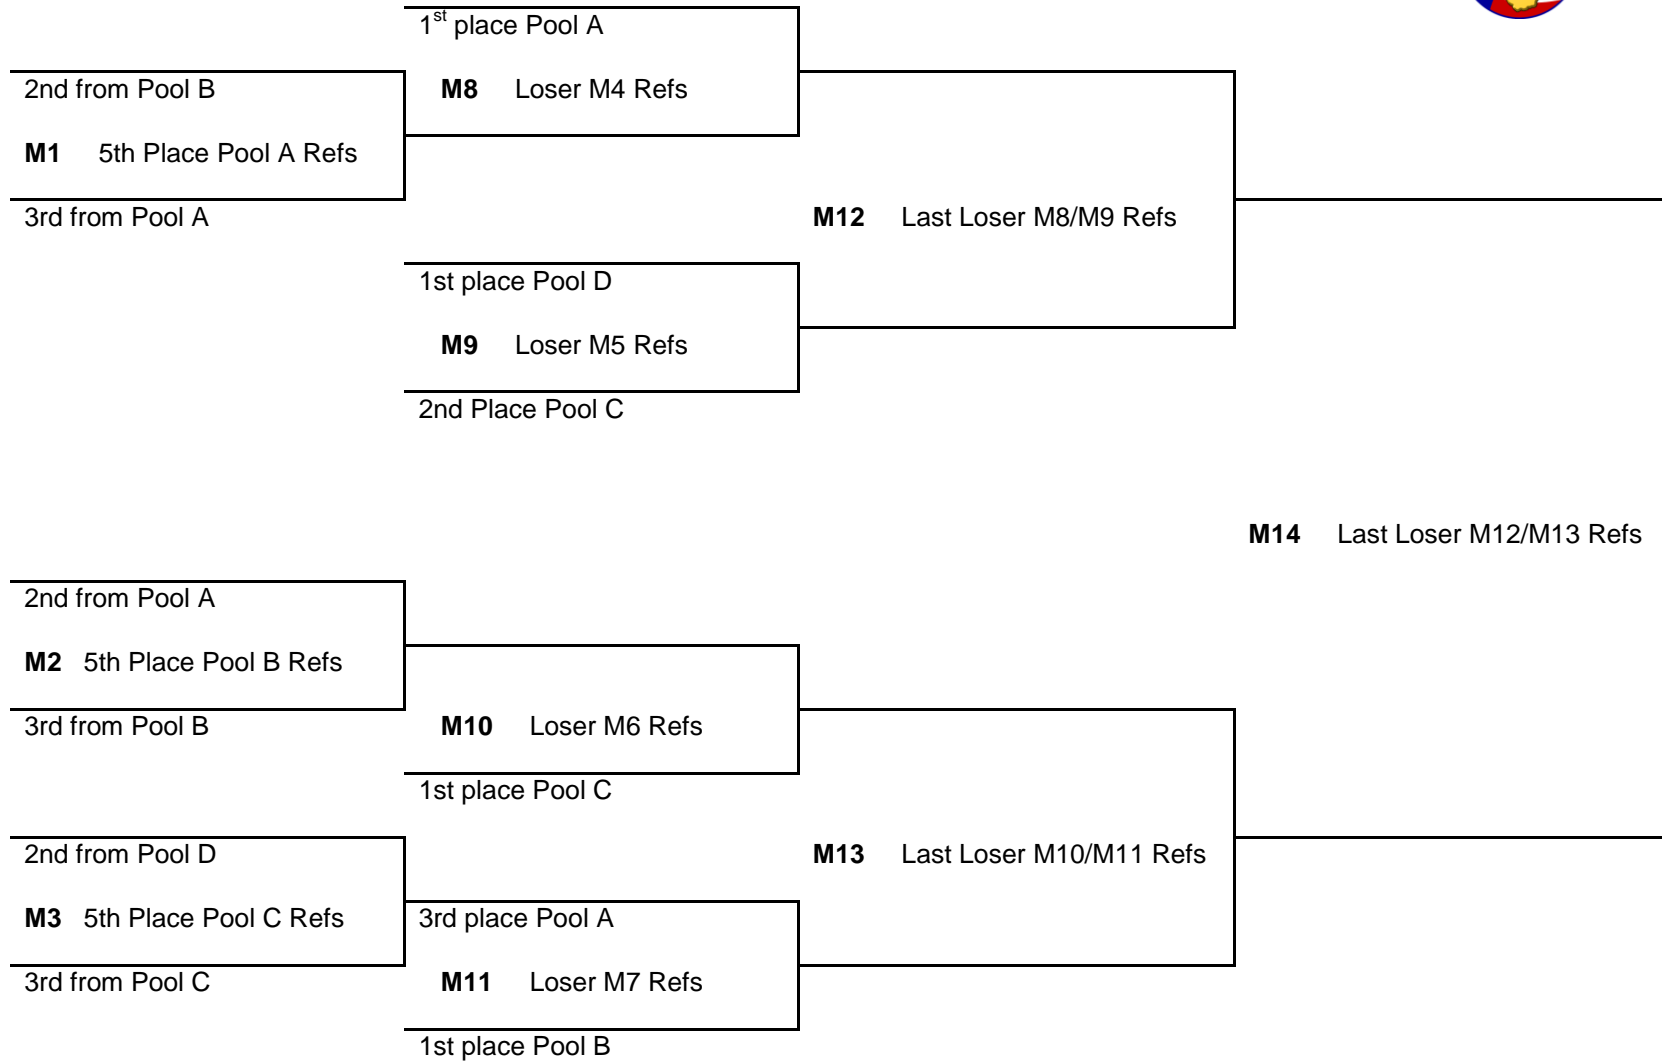 1st place Pool A
2nd from Pool B
M8 Loser M4 Refs
M1 5th Place Pool A Refs
3rd from Pool A
M12 Last Loser M8/M9 Refs
1st place Pool D
M9 Loser M5 Refs
2nd Place Pool C
M14 Last Loser M12/M13 Refs
2nd from Pool A
M2 5th Place Pool B Refs
3rd from Pool B
M10 Loser M6 Refs
1st place Pool C
2nd from Pool D
M13 Last Loser M10/M11 Refs
M3 5th Place Pool C Refs
3rd place Pool A
3rd from Pool C
M11 Loser M7 Refs
1st place Pool B